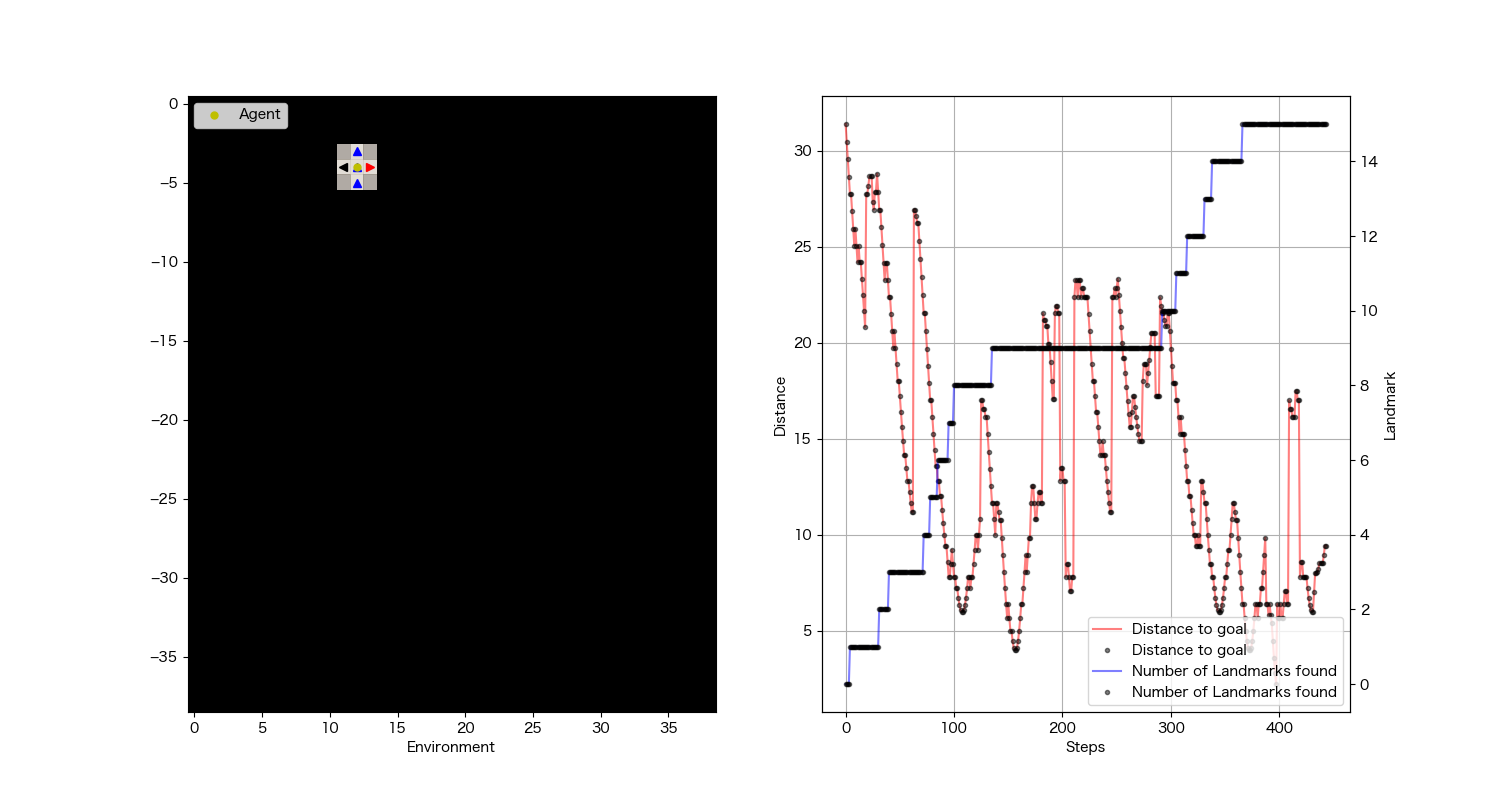 Agent
0
−5
−10
−15
−20
−25
−30
−35
0 5 10 15 20 25 30 35
Environment
30
25
20
15
10
5
Distance
14
12
10
8
6
4
2
0
Landmark
Distance to goal
Distance to goal
Number of Landmarks found
Number of Landmarks found
0 100 200 300 400
Steps